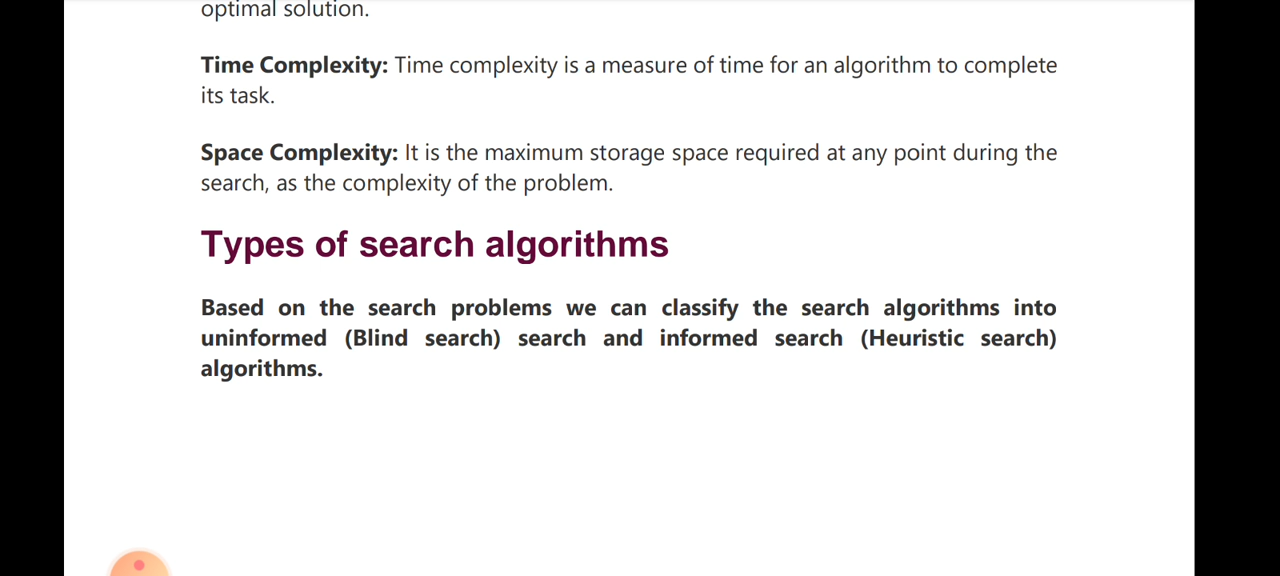 optimal solution.
Time Complexity: Time complexity is a measure of time for an algorithm to complete
its task.
Space Complexity: It is the maximum storage space required at any point during the
search, as the complexity of the problem.
Types of search algorithms
Based on the search problems we can classify the search algorithms into
uninformed (Blind search) search and informed search (Heuristic search)
algorithms.